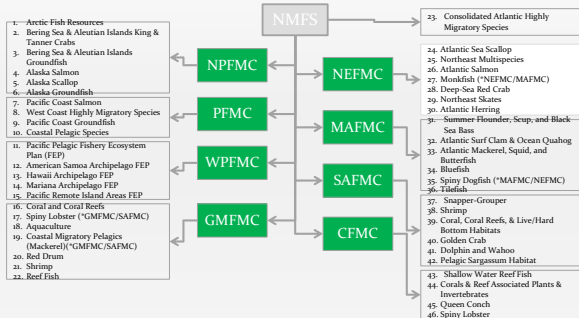 NMFS
1. Arctic Fish Resources
2. Bering Sea & Aleutian Islands King &
Tanner Crabs
3. Bering Sea & Aleutian Islands
Groundfish
4. Alaska Salmon
5. Alaska Scallop
6. Alaska Groundfish
7. Pacific Coast Salmon
8. West Coast Highly Migratory Species
9. Pacific Coast Groundfish
10. Coastal Pelagic Species
11. Pacific Pelagic Fishery Ecosystem
Plan (FEP)
12. American Samoa Archipelago FEP
13. Hawaii Archipelago FEP
14. Mariana Archipelago FEP
15. Pacific Remote Island Areas FEP
16. Coral and Coral Reefs
17. Spiny Lobster (*GMFMC/SAFMC)
18. Aquaculture
19. Coastal Migratory Pelagics
(Mackerel)(*GMFMC/SAFMC)
20. Red Drum
21. Shrimp
22. Reef Fish
NPFMC
PFMC
WPFMC
GMFMC
NEFMC
MAFMC
SAFMC
CFMC
23. Consolidated Atlantic Highly
Migratory Species
24. Atlantic Sea Scallop
25. Northeast Multispecies
26. Atlantic Salmon
27. Monkfish (*NEFMC/MAFMC)
28. Deep-Sea Red Crab
29. Northeast Skates
30. Atlantic Herring
31. Summer Flounder, Scup, and Black
Sea Bass
32. Atlantic Surf Clam & Ocean Quahog
33. Atlantic Mackerel, Squid, and
Butterfish
34. Bluefish
35. Spiny Dogfish (*MAFMC/NEFMC)
36. Tilefish
37. Snapper-Grouper
38. Shrimp
39. Coral, Coral Reefs, & Live/Hard
Bottom Habitats
40. Golden Crab
41. Dolphin and Wahoo
42. Pelagic Sargassum Habitat
43. Shallow Water Reef Fish
44. Corals & Reef Associated Plants &
Invertebrates
45. Queen Conch
46. Spiny Lobster